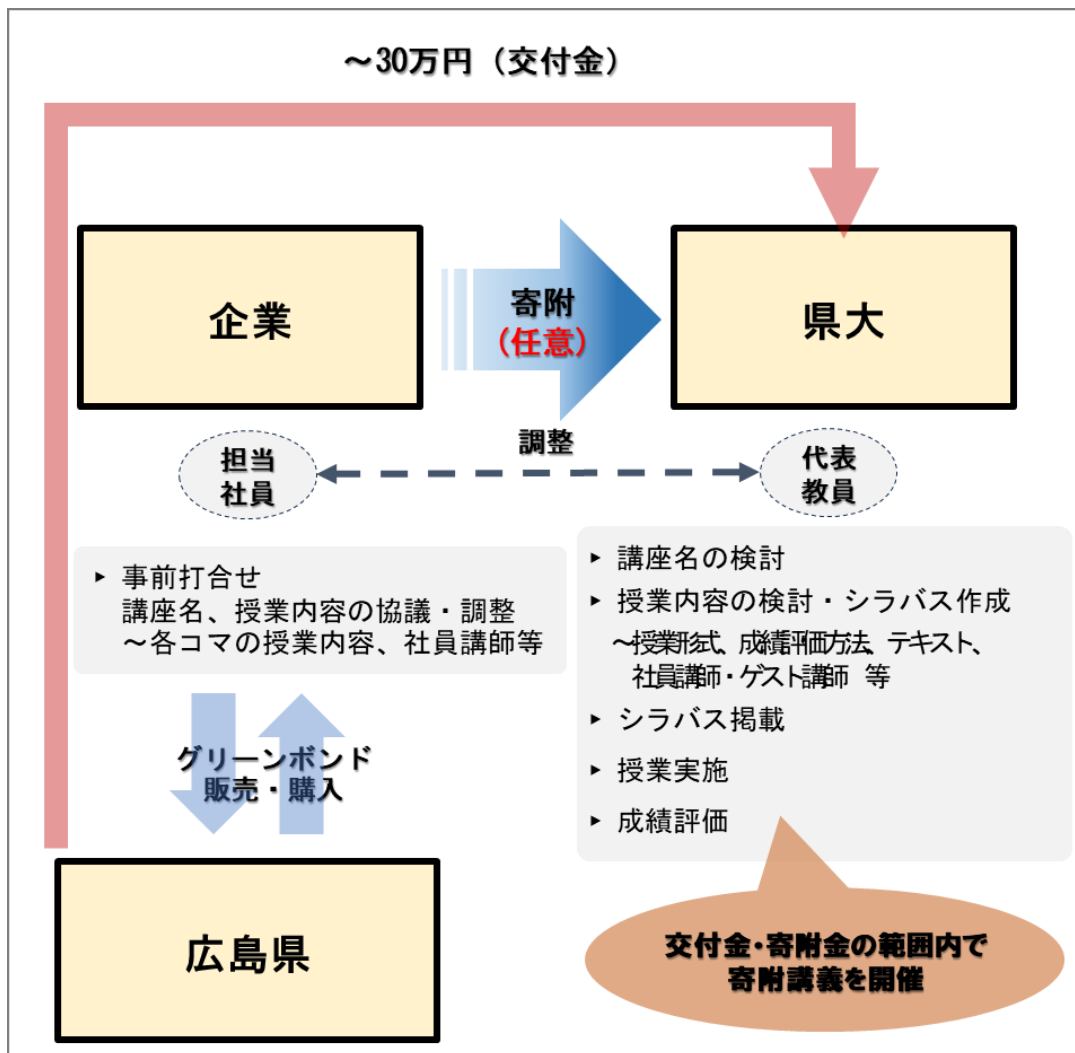 ~30万円（交付金）
企業
寄附
(任意)
県大
調整
担当
社員
代表
教員
▶ 事前打合せ
講座名、授業内容の協議・調整
～各コマの授業内容、社員講師等
▶ 講座名の検討
▶ 授業内容の検討・シラバス作成
～授業形式、成績評価方法、テキスト、
社員講師・ゲスト講師 等
▶ シラバス掲載
▶ 授業実施
▶ 成績評価
グリーンボンド
販売・購入
広島県
交付金・寄附金の範囲内で
寄附講義を開催